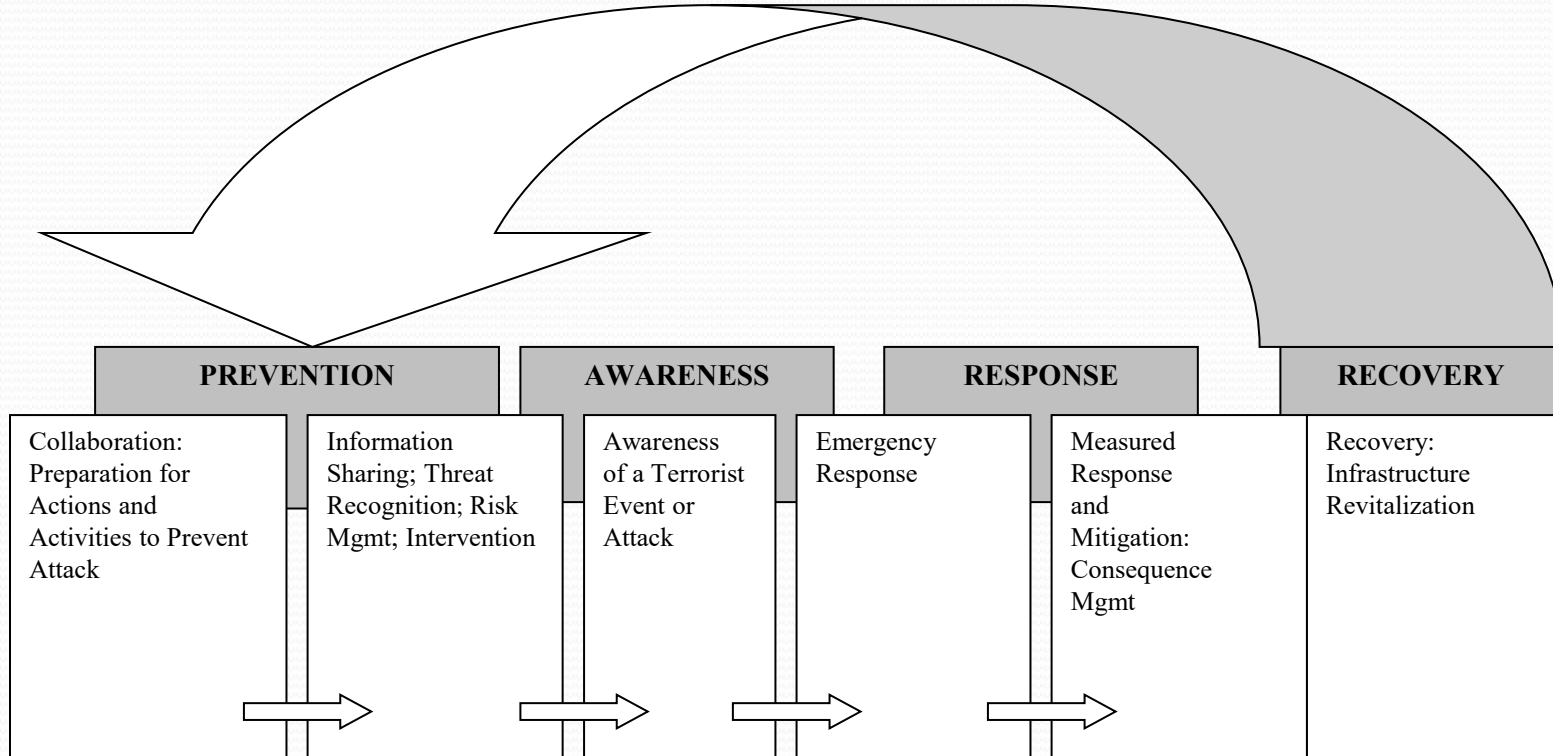 PREVENTION
AWARENESS
RESPONSE
RECOVERY
Collaboration:
Preparation for
Actions and
Activities to Prevent
Attack
Information
Sharing; Threat
Recognition; Risk
Mgmt; Intervention
Awareness
of a Terrorist
Event or
Attack
Emergency
Response
Measured
Response
and
Mitigation:
Consequence
Mgmt
Recovery:
Infrastructure
Revitalization